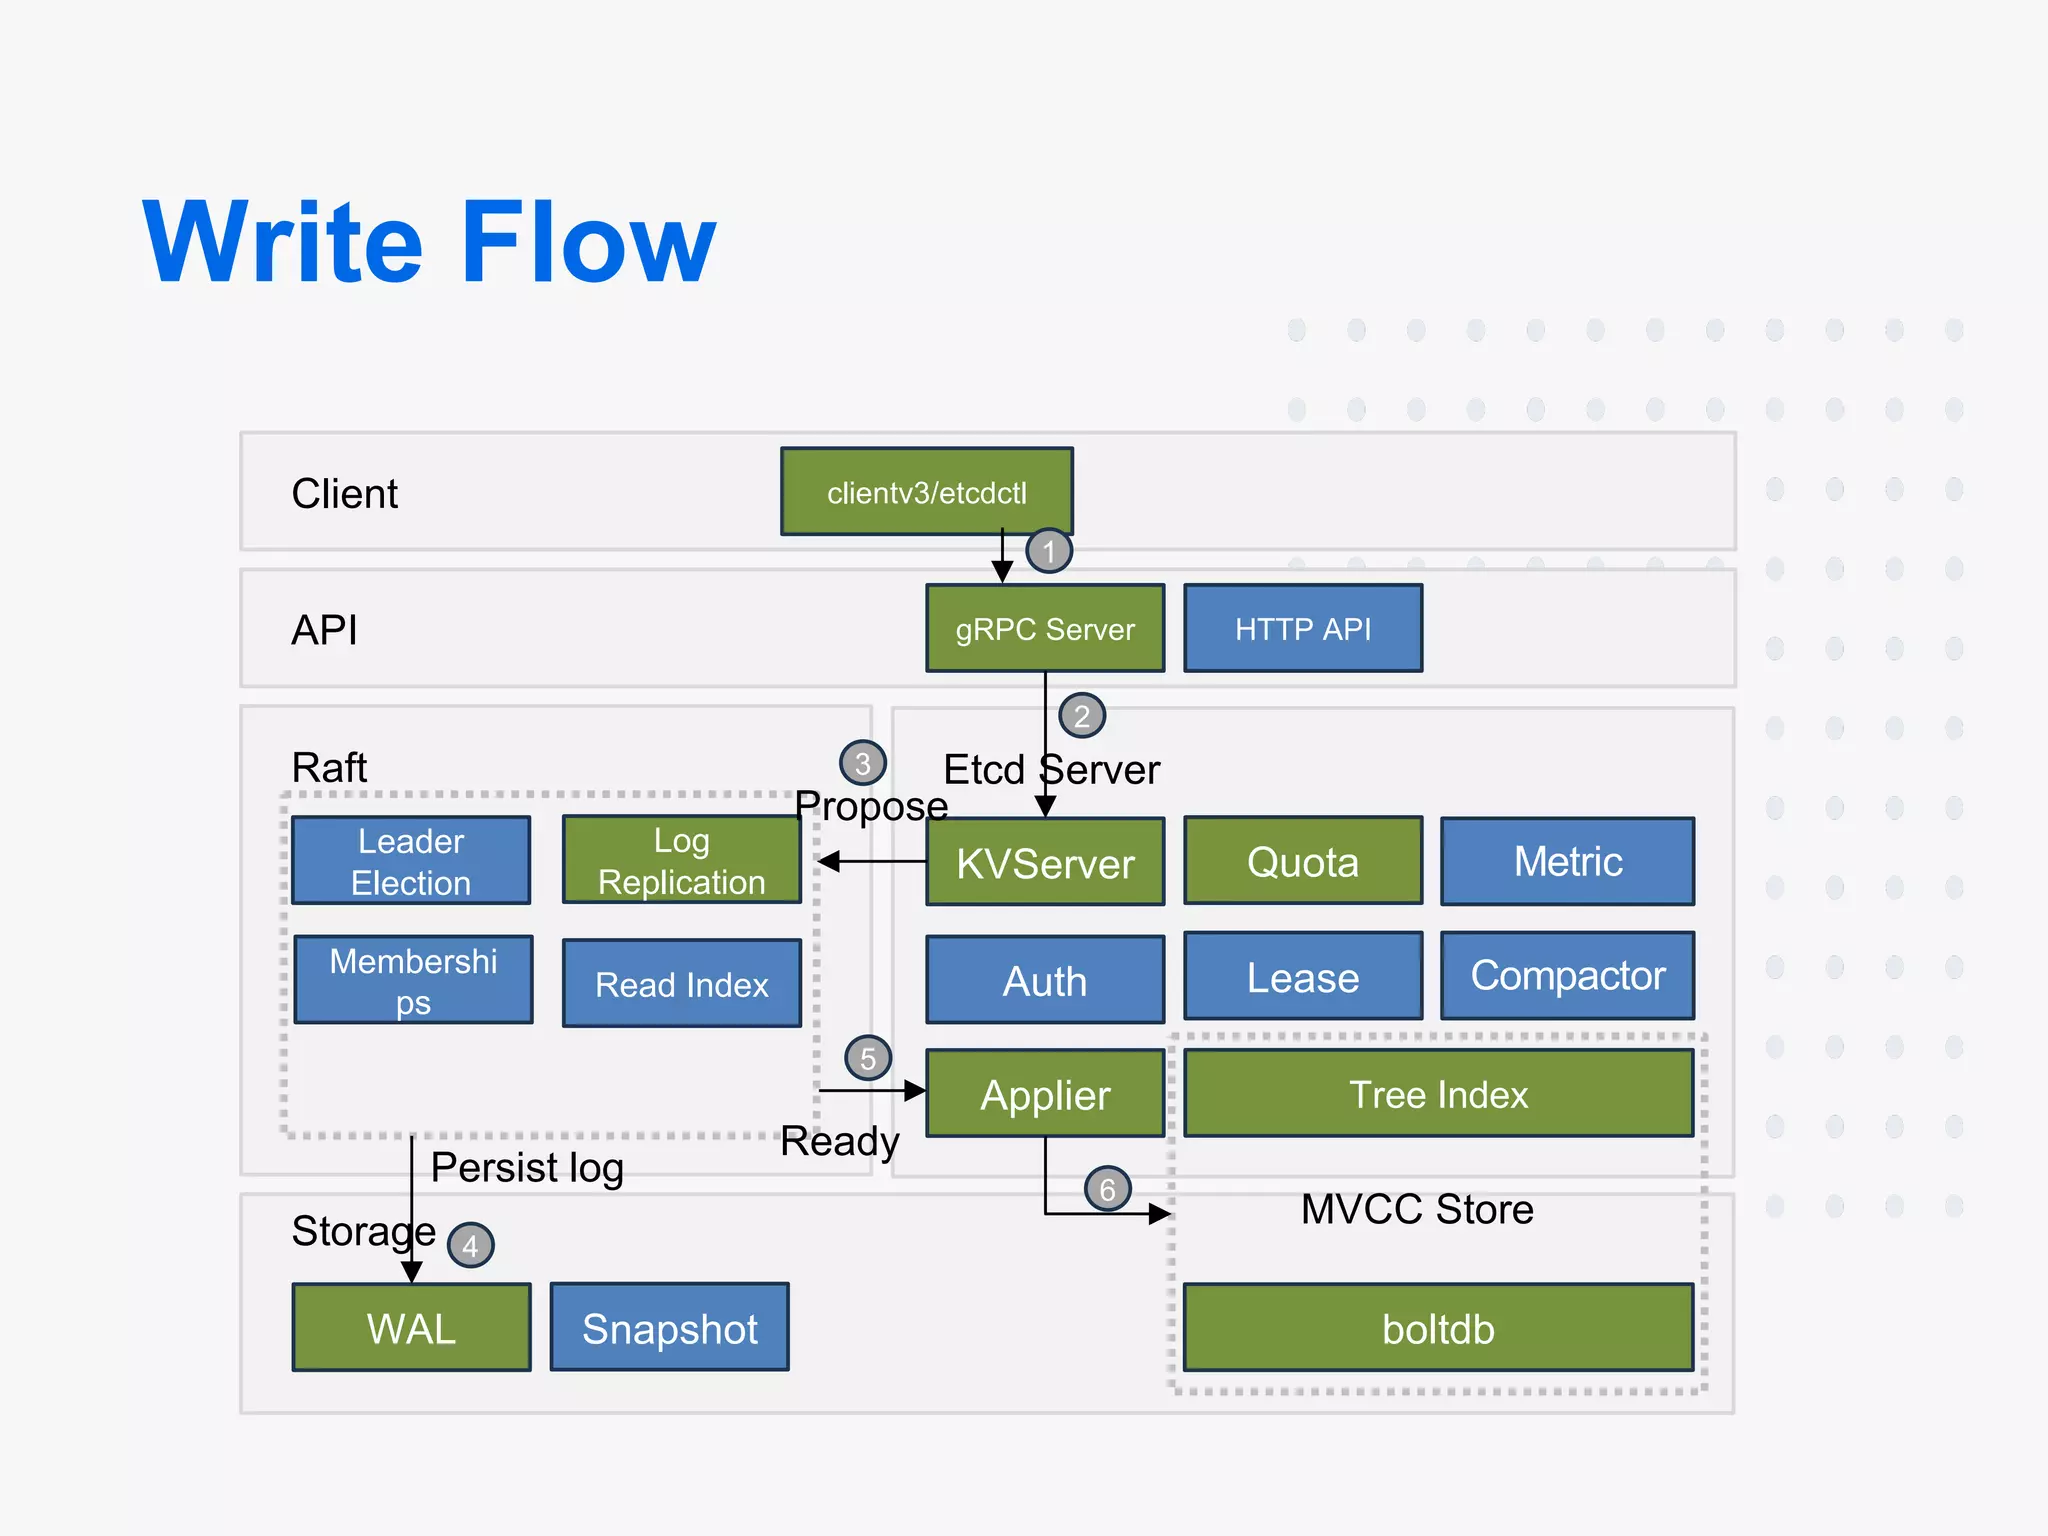 Write Flow
Client
clientv3/etcdctl
1
API
gRPC Server
HTTP API
2
Raft
3
Etcd Server
Propose
Leader
Election
Log
Replication
KVServer
Quota
Metric
Membershi
ps
Read Index
Auth
Lease
Compactor
5
Applier
Tree Index
Ready
Persist log
6
MVCC Store
Storage
4
WAL
Snapshot
boltdb